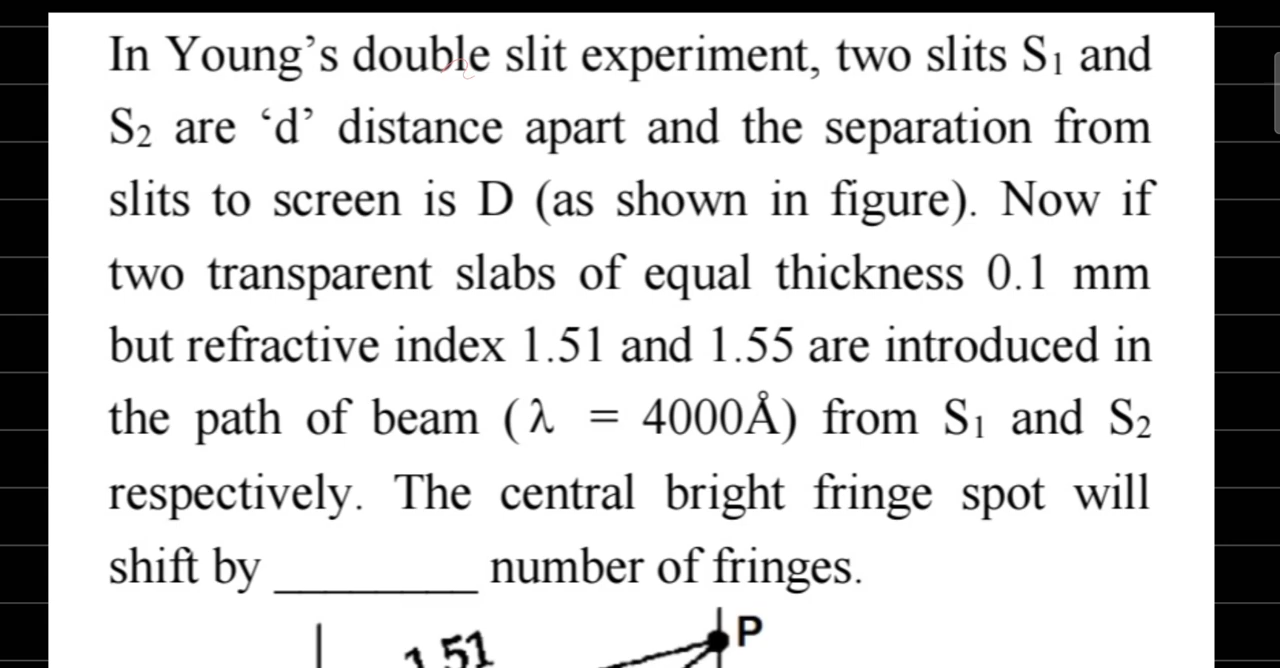 In Young’s double slit experiment, two slits S₁ and
S₂ are ‘d’ distance apart and the separation from
slits to screen is D (as shown in figure). Now if
two transparent slabs of equal thickness 0.1 mm
but refractive index 1.51 and 1.55 are introduced in
the path of beam (λ = 4000Å) from S₁ and S₂
respectively. The central bright fringe spot will
shift by ________ number of fringes.
1.51
P